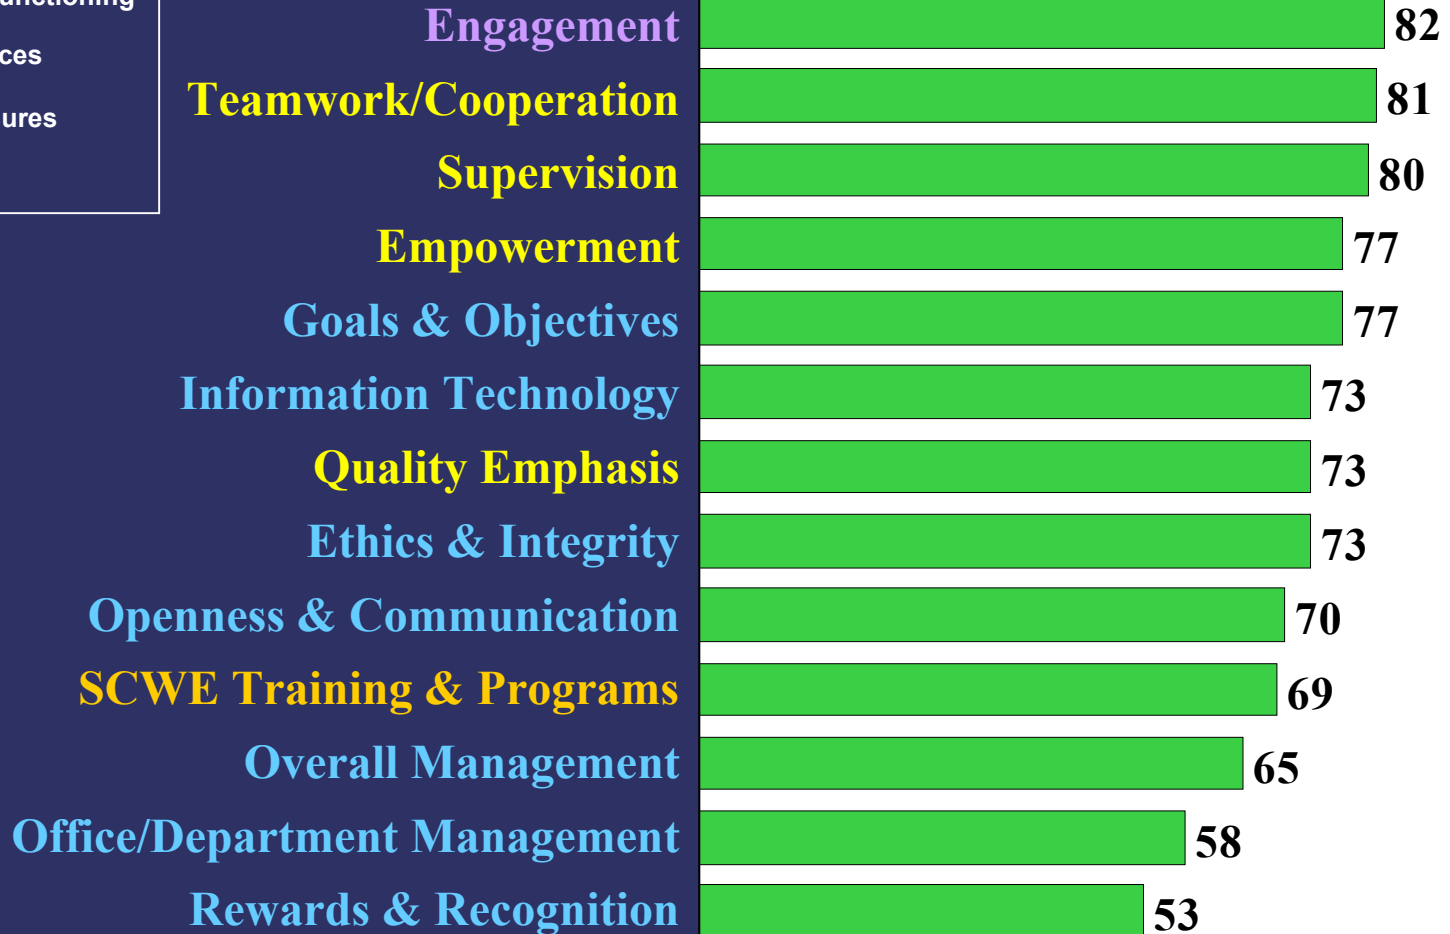 Engagement 82
Teamwork/Cooperation 81
Supervision 80
Empowerment 77
Goals & Objectives 77
Information Technology 73
Quality Emphasis 73
Ethics & Integrity 73
Openness & Communication 70
SCWE Training & Programs 69
Overall Management 65
Office/Department Management 58
Rewards & Recognition 53